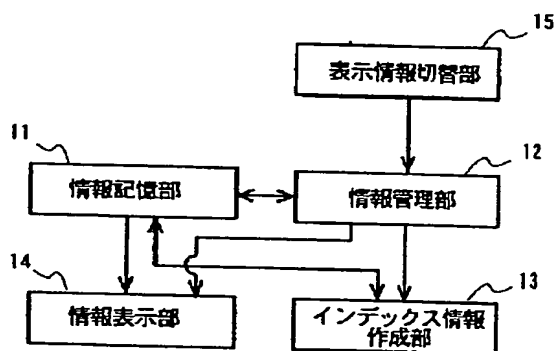 15
表示情報切替部
11
12
情報記憶部
情報管理部
14
13
情報表示部
インデックス情報
作成部